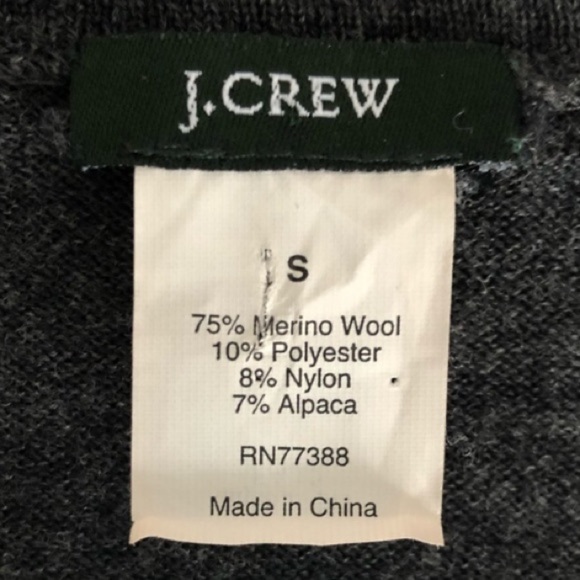 J.CREW
S
75% Merino Wool
10% Polyester
8% Nylon
7% Alpaca
RN77388
Made in China